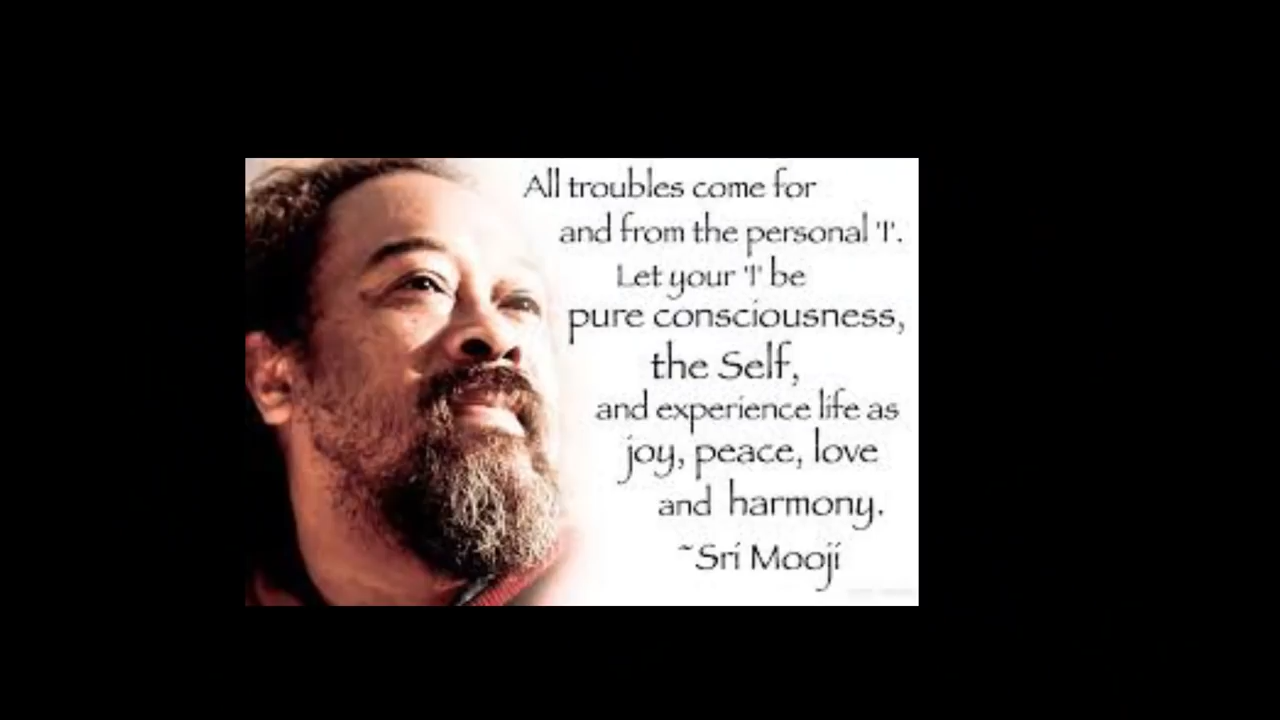 All troubles come for
and from the personal 'I'.
Let your 'I' be
pure consciousness,
the Self,
and experience life as
joy, peace, love
and harmony.
~Sri Mooji